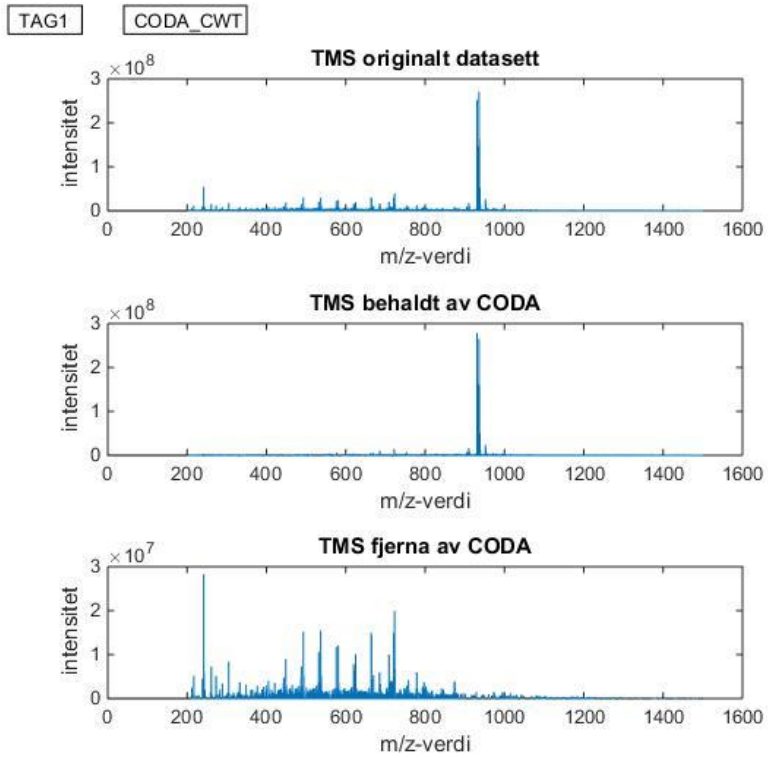 TAG1 CODA_CWT
TMS originalt datasett
×10^8
3
2
1
0
intensitet
0 200 400 600 800 1000 1200 1400 1600
m/z-verdi
TMS behaldt av CODA
×10^8
3
2
1
0
intensitet
0 200 400 600 800 1000 1200 1400 1600
m/z-verdi
TMS fjerna av CODA
×10^7
3
2
1
0
intensitet
0 200 400 600 800 1000 1200 1400 1600
m/z-verdi